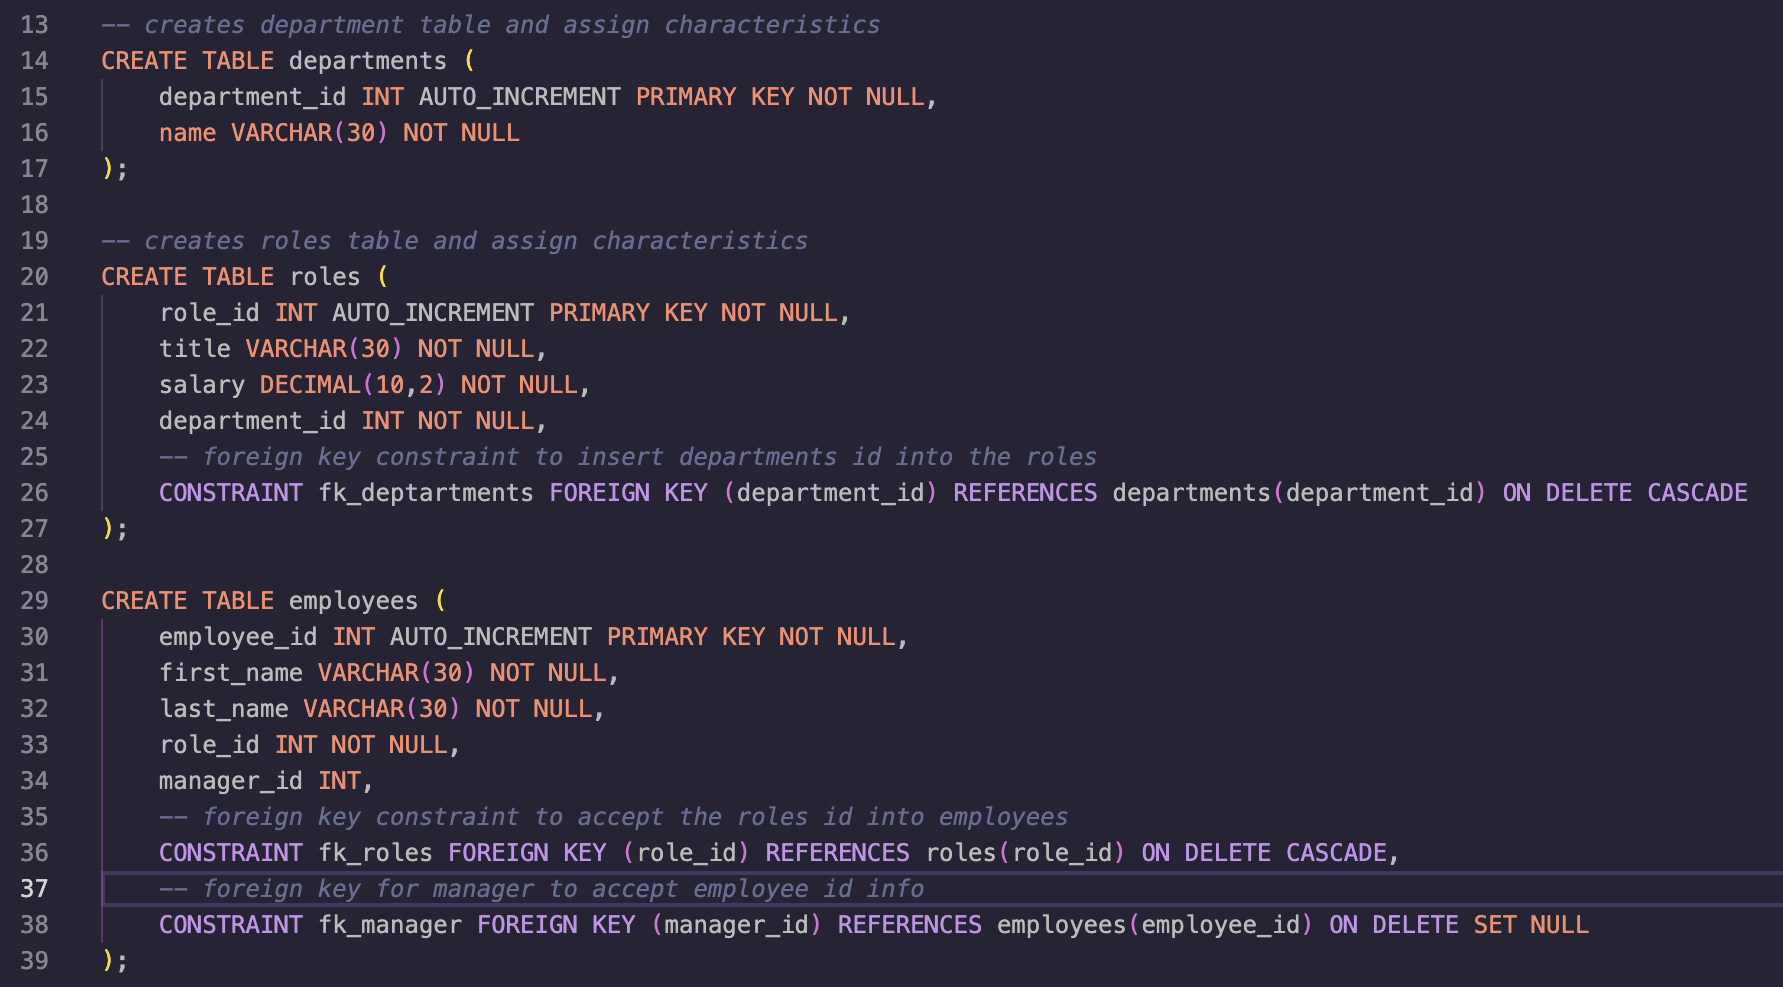 13 -- creates department table and assign characteristics
14 CREATE TABLE departments (
15 department_id INT AUTO_INCREMENT PRIMARY KEY NOT NULL,
16 name VARCHAR(30) NOT NULL
17 );
18
19 -- creates roles table and assign characteristics
20 CREATE TABLE roles (
21 role_id INT AUTO_INCREMENT PRIMARY KEY NOT NULL,
22 title VARCHAR(30) NOT NULL,
23 salary DECIMAL(10,2) NOT NULL,
24 department_id INT NOT NULL,
25 -- foreign key constraint to insert departments id into the roles
26 CONSTRAINT fk_deptartments FOREIGN KEY (department_id) REFERENCES departments(department_id) ON DELETE CASCADE
27 );
28
29 CREATE TABLE employees (
30 employee_id INT AUTO_INCREMENT PRIMARY KEY NOT NULL,
31 first_name VARCHAR(30) NOT NULL,
32 last_name VARCHAR(30) NOT NULL,
33 role_id INT NOT NULL,
34 manager_id INT,
35 -- foreign key constraint to accept the roles id into employees
36 CONSTRAINT fk_roles FOREIGN KEY (role_id) REFERENCES roles(role_id) ON DELETE CASCADE,
37 -- foreign key for manager to accept employee id info
38 CONSTRAINT fk_manager FOREIGN KEY (manager_id) REFERENCES employees(employee_id) ON DELETE SET NULL
39 );